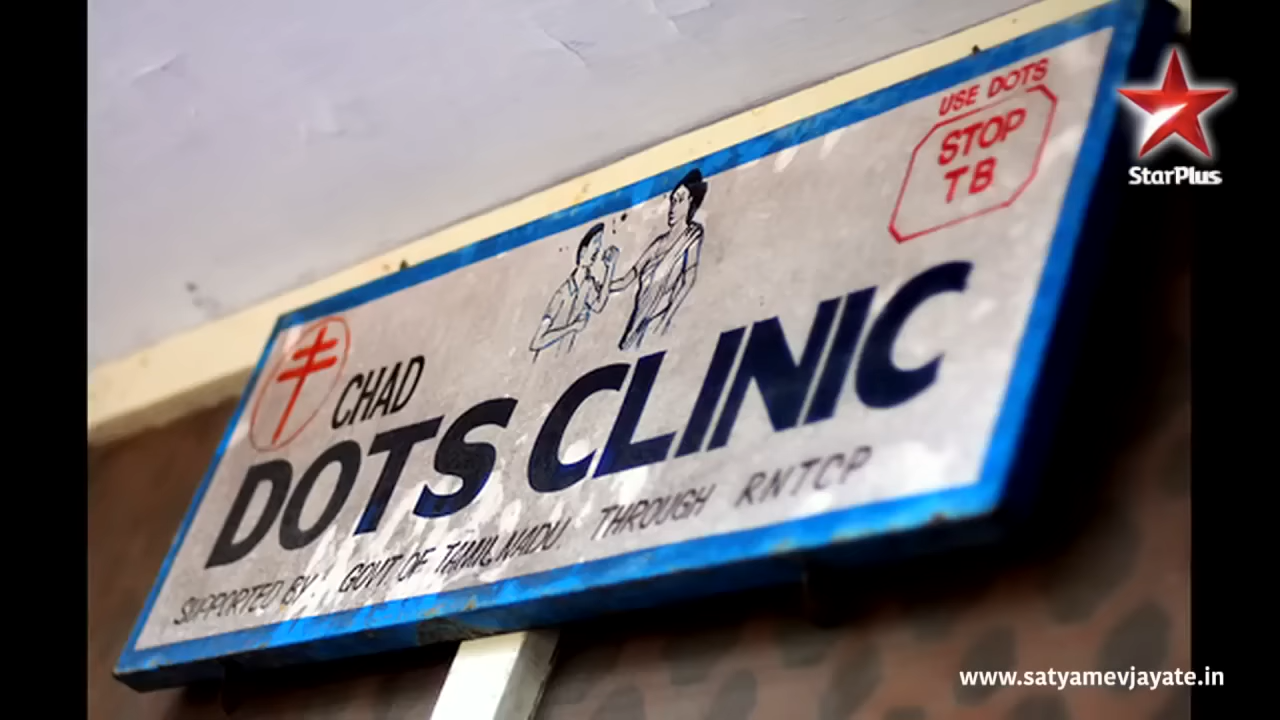 USE DOTS
STOP
TB
StarPlus
CHAD
DOTS CLINIC
SUPPORTED BY: GOVT OF TAMILNADU THROUGH RNTCP
www.satyamevjayate.in